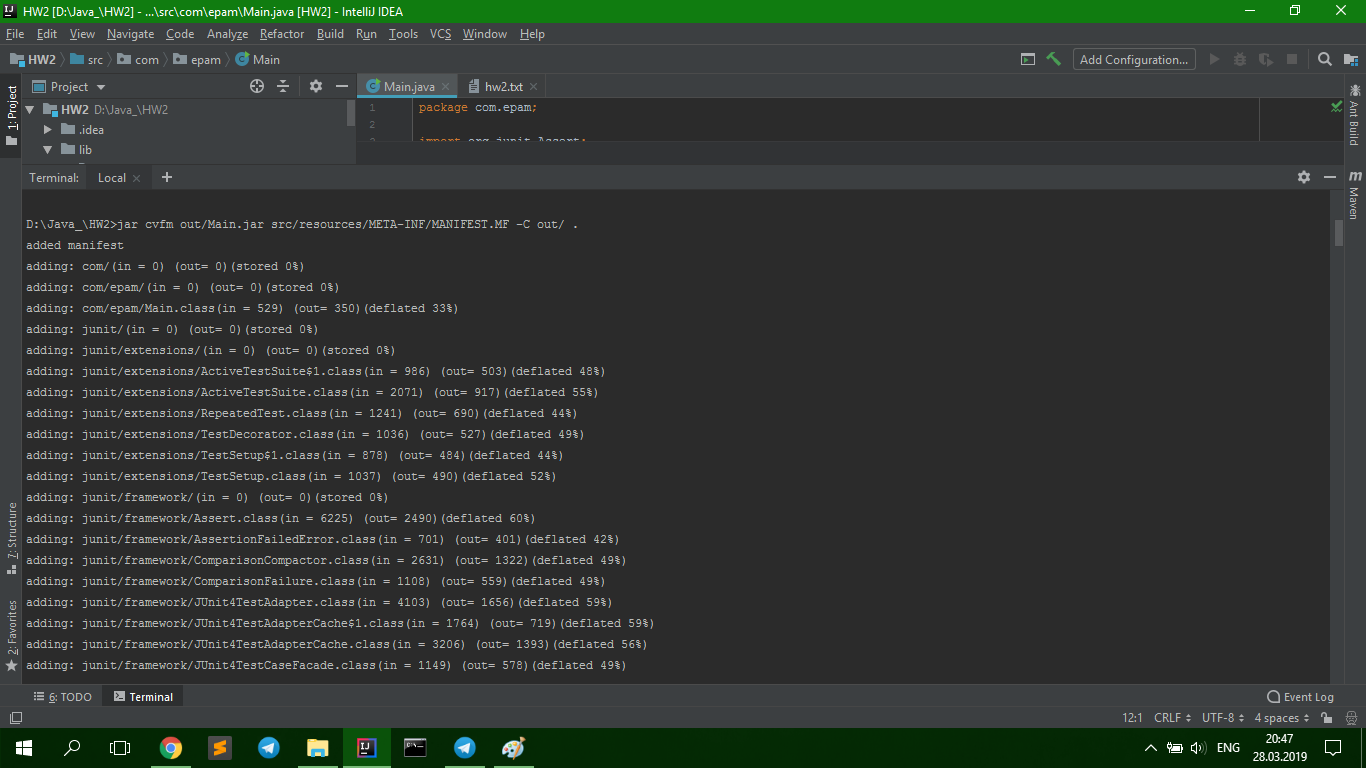 HW2 [D:\Java_\HW2] - ...\src\com\epam\Main.java [HW2] - IntelliJ IDEA
File Edit View Navigate Code Analyze Refactor Build Run Tools VCS Window Help
HW2 src com epam Main Add Configuration...
Project Main.java hw2.txt
1: Project
HW2 D:\Java_\HW2
.idea
lib
1 package com.epam;
2
import org.junit.Assert;
Ant Build
Maven
Terminal: Local
D:\Java_\HW2>jar cvfm out/Main.jar src/resources/META-INF/MANIFEST.MF -C out/ .
added manifest
adding: com/(in = 0) (out= 0)(stored 0%)
adding: com/epam/(in = 0) (out= 0)(stored 0%)
adding: com/epam/Main.class(in = 529) (out= 350)(deflated 33%)
adding: junit/(in = 0) (out= 0)(stored 0%)
adding: junit/extensions/(in = 0) (out= 0)(stored 0%)
adding: junit/extensions/ActiveTestSuite$1.class(in = 986) (out= 503)(deflated 48%)
adding: junit/extensions/ActiveTestSuite.class(in = 2071) (out= 917)(deflated 55%)
adding: junit/extensions/RepeatedTest.class(in = 1241) (out= 690)(deflated 44%)
adding: junit/extensions/TestDecorator.class(in = 1036) (out= 527)(deflated 49%)
adding: junit/extensions/TestSetup$1.class(in = 878) (out= 484)(deflated 44%)
adding: junit/extensions/TestSetup.class(in = 1037) (out= 490)(deflated 52%)
adding: junit/framework/(in = 0) (out= 0)(stored 0%)
adding: junit/framework/Assert.class(in = 6225) (out= 2490)(deflated 60%)
adding: junit/framework/AssertionFailedError.class(in = 701) (out= 401)(deflated 42%)
adding: junit/framework/ComparisonCompactor.class(in = 2631) (out= 1322)(deflated 49%)
adding: junit/framework/ComparisonFailure.class(in = 1108) (out= 559)(deflated 49%)
adding: junit/framework/JUnit4TestAdapter.class(in = 4103) (out= 1656)(deflated 59%)
adding: junit/framework/JUnit4TestAdapterCache$1.class(in = 1764) (out= 719)(deflated 59%)
adding: junit/framework/JUnit4TestAdapterCache.class(in = 3206) (out= 1393)(deflated 56%)
adding: junit/framework/JUnit4TestCaseFacade.class(in = 1149) (out= 578)(deflated 49%)
7: Structure
2: Favorites
6: TODO Terminal Event Log
12:1 CRLF UTF-8 4 spaces
ENG
20:47
28.03.2019